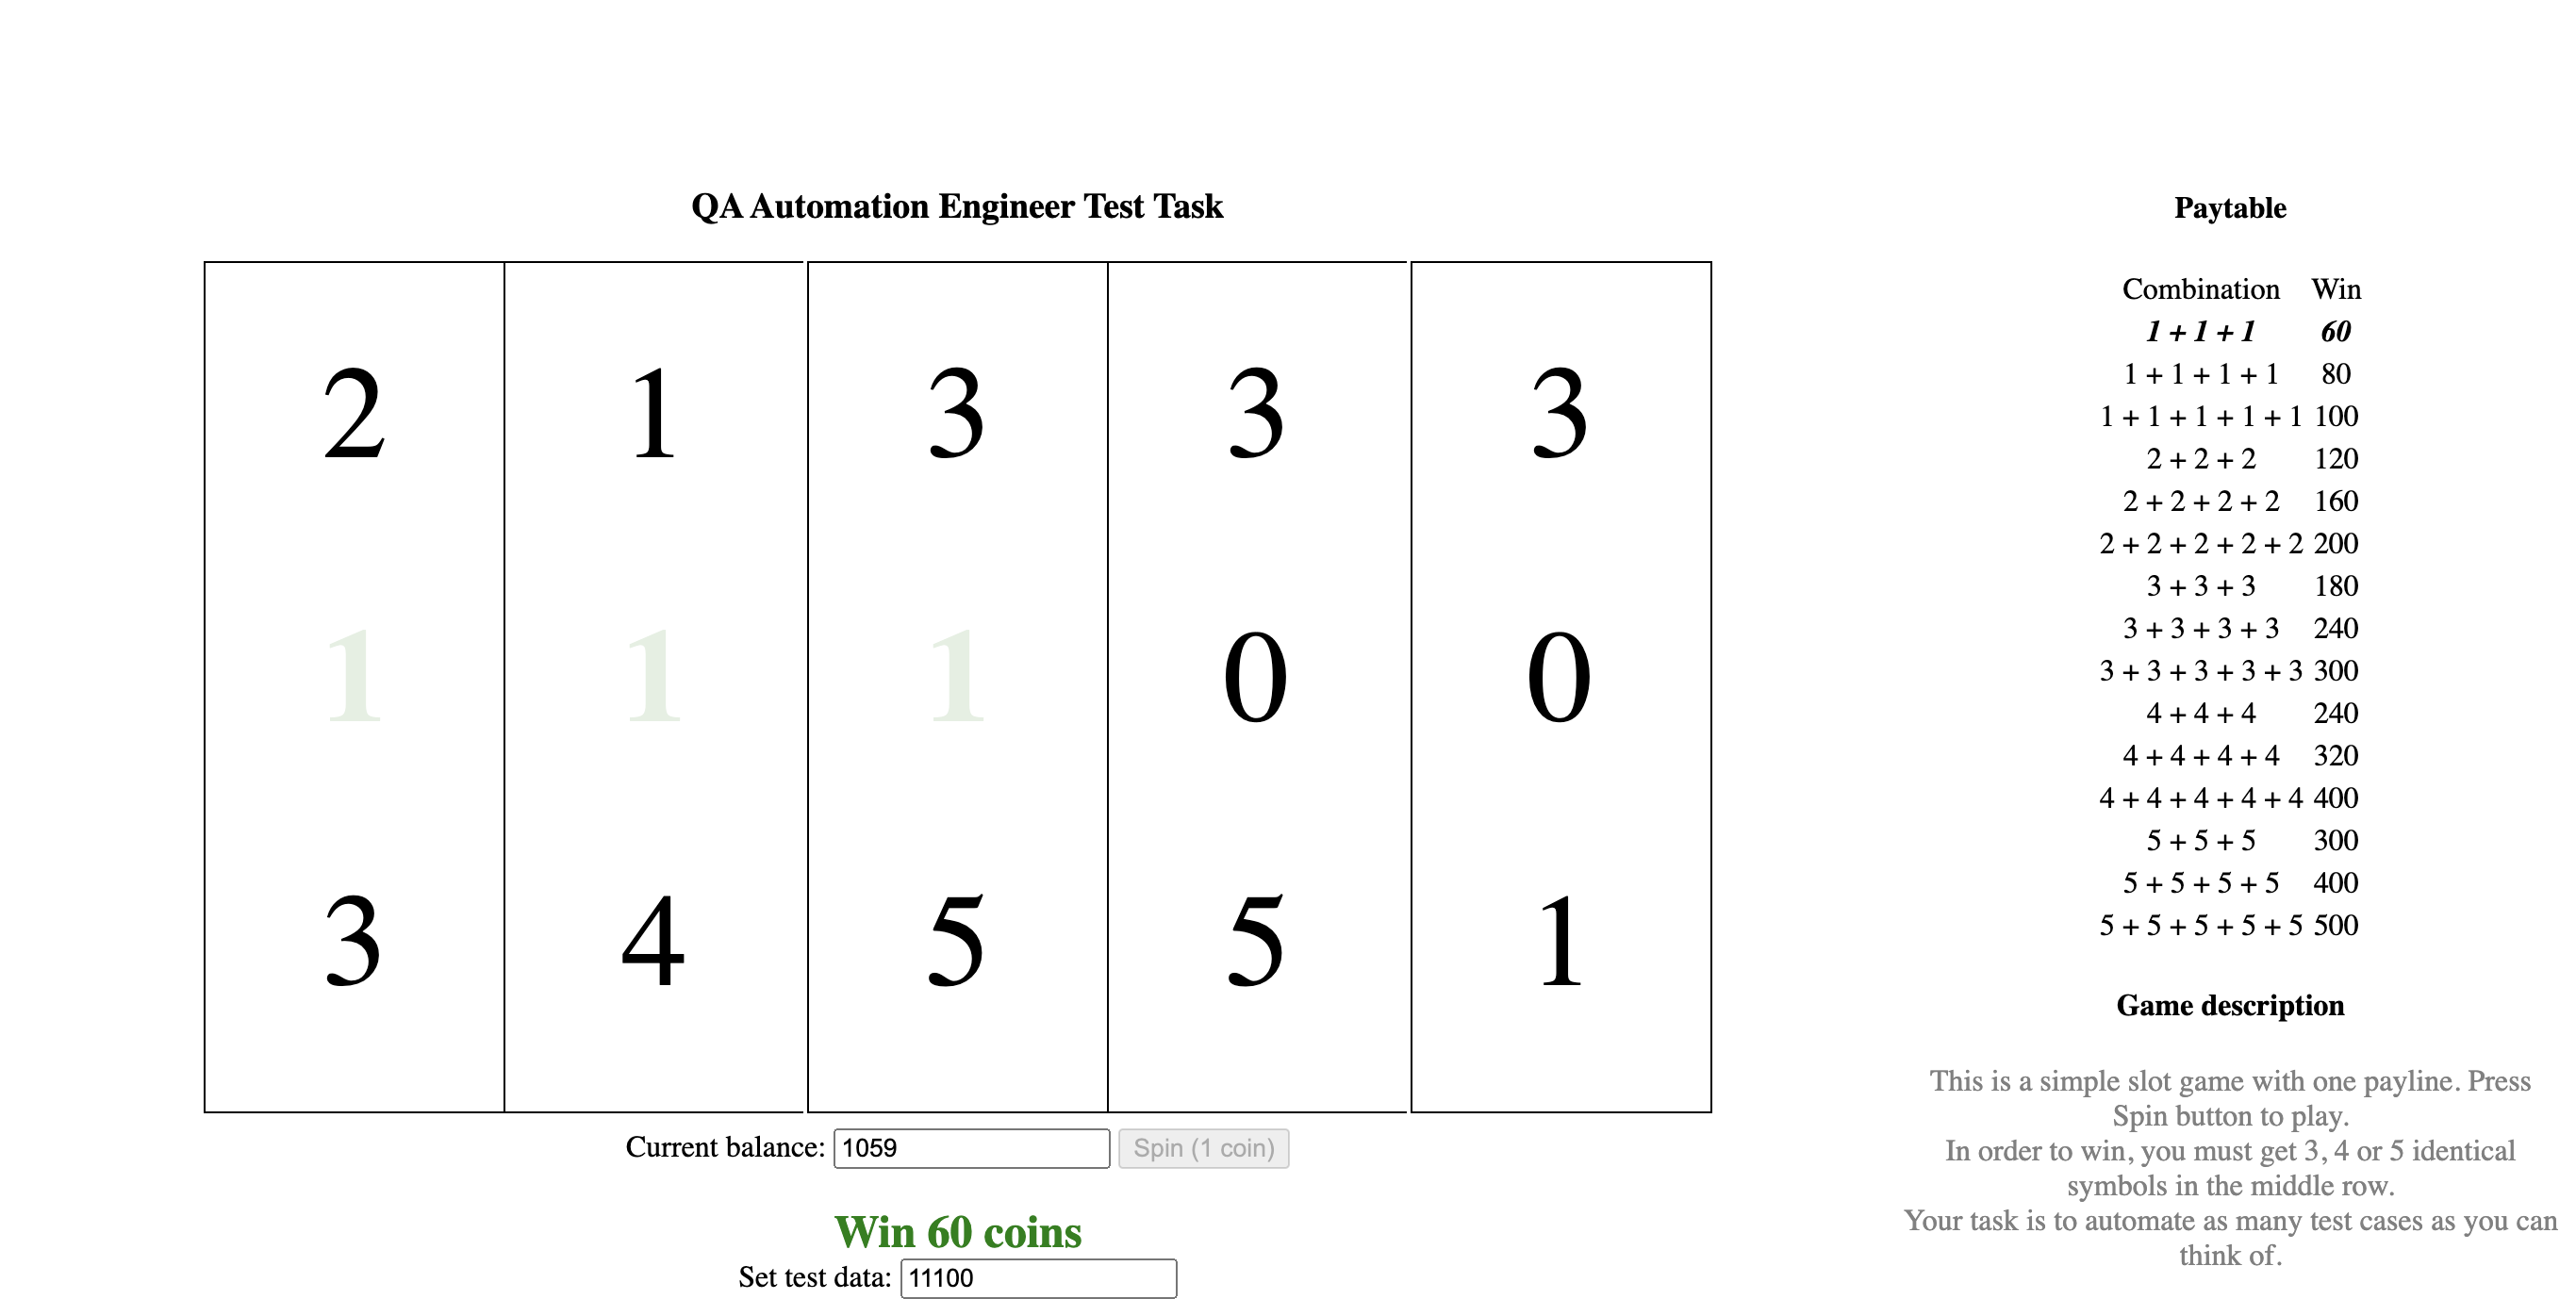 QA Automation Engineer Test Task
2 1 3 3 3
1 1 1 0 0
3 4 5 5 1
Current balance: 1059 Spin (1 coin)
Win 60 coins
Set test data: 11100
Paytable
Combination Win
1 + 1 + 1 60
1 + 1 + 1 + 1 80
1 + 1 + 1 + 1 + 1 100
2 + 2 + 2 120
2 + 2 + 2 + 2 160
2 + 2 + 2 + 2 + 2 200
3 + 3 + 3 180
3 + 3 + 3 + 3 240
3 + 3 + 3 + 3 + 3 300
4 + 4 + 4 240
4 + 4 + 4 + 4 320
4 + 4 + 4 + 4 + 4 400
5 + 5 + 5 300
5 + 5 + 5 + 5 400
5 + 5 + 5 + 5 + 5 500
Game description
This is a simple slot game with one payline. Press
Spin button to play.
In order to win, you must get 3, 4 or 5 identical
symbols in the middle row.
Your task is to automate as many test cases as you can
think of.